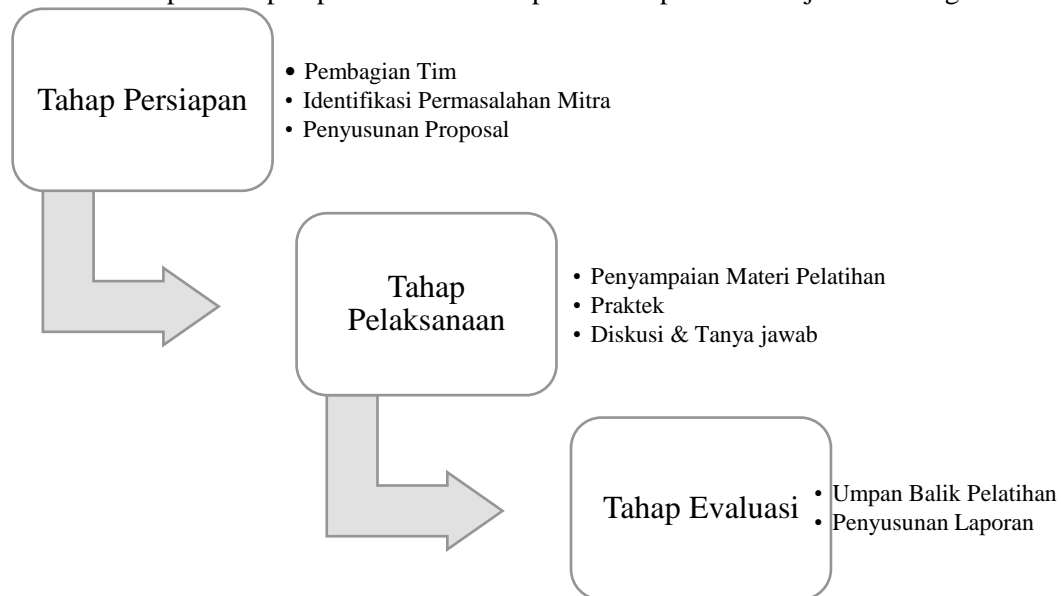 Tahap Persiapan
• Pembagian Tim
• Identifikasi Permasalahan Mitra
• Penyusunan Proposal
Tahap
Pelaksanaan
• Penyampaian Materi Pelatihan
• Praktek
• Diskusi & Tanya jawab
Tahap Evaluasi
• Umpan Balik Pelatihan
• Penyusunan Laporan